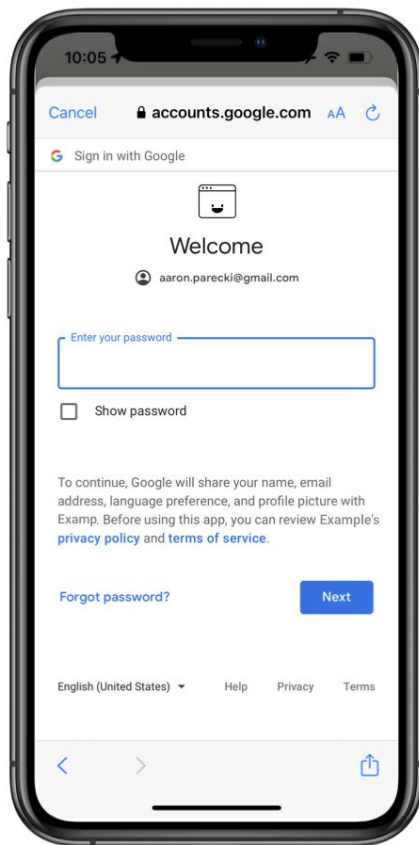 10:05
Cancel accounts.google.com AA
Sign in with Google
Welcome
aaron.parecki@gmail.com
Enter your password
Show password
To continue, Google will share your name, email
address, language preference, and profile picture with
Examp. Before using this app, you can review Example's
privacy policy and terms of service.
Forgot password? Next
English (United States) Help Privacy Terms